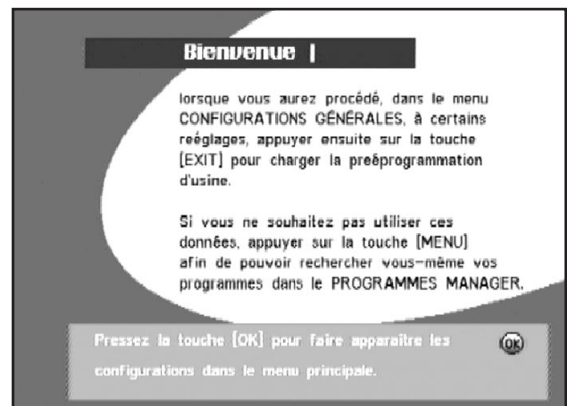 Bienvenue |
lorsque vous aurez procédé, dans le menu
CONFIGURATIONS GÉNÉRALES, à certains
reéglages, appuyer ensuite sur la touche
[EXIT] pour charger la preéprogrammation
d'usine.
Si vous ne souhaitez pas utiliser ces
données, appuyer sur la touche [MENU]
afin de pouvoir rechercher vous-même vos
programmes dans le PROGRAMMES MANAGER.
Pressez la touche [OK] pour faire apparaître les
OK
configurations dans le menu principale.